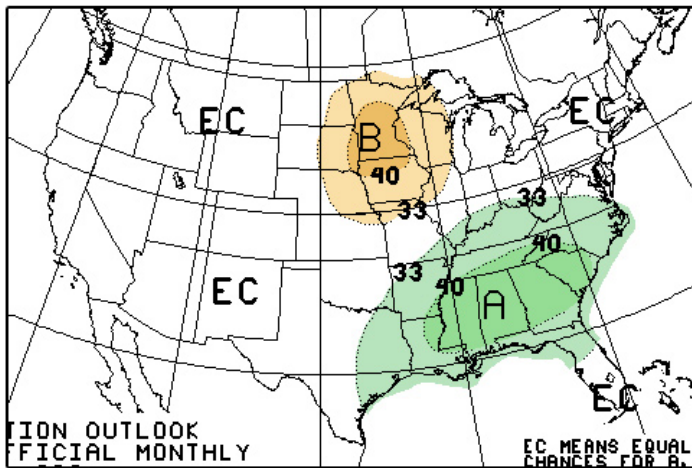 EC
EC
B
40
33
33
40
33
40
EC
A
EC
TION OUTLOOK
FFICIAL MONTHLY
EC MEANS EQUAL
CHANCES FOR A,